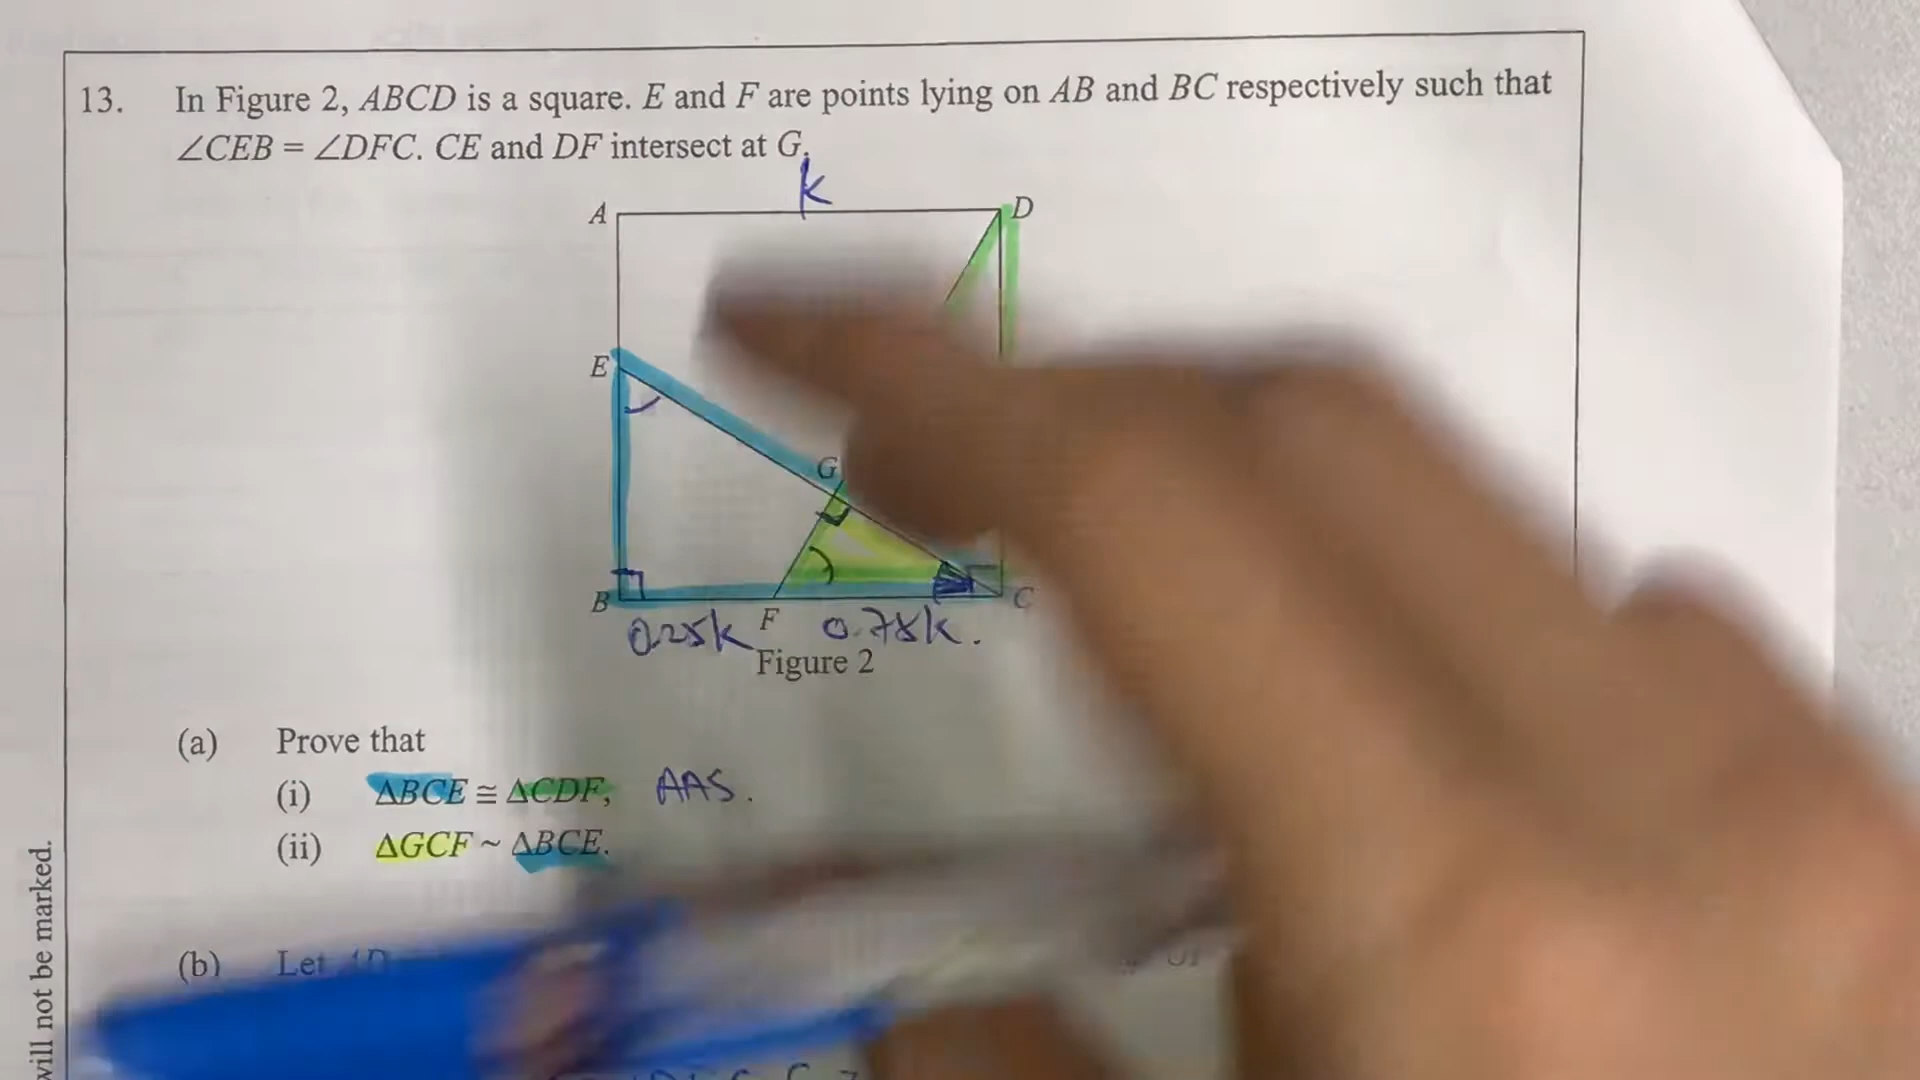 13. In Figure 2, ABCD is a square. E and F are points lying on AB and BC respectively such that
∠CEB = ∠DFC. CE and DF intersect at G.
k
A
D
E
G
B
F
C
0.25k
0.75k.
Figure 2
(a) Prove that
(i) ΔBCE ≅ ΔCDF, AAS.
(ii) ΔGCF ~ ΔBCE.
(b) Let
will not be marked.